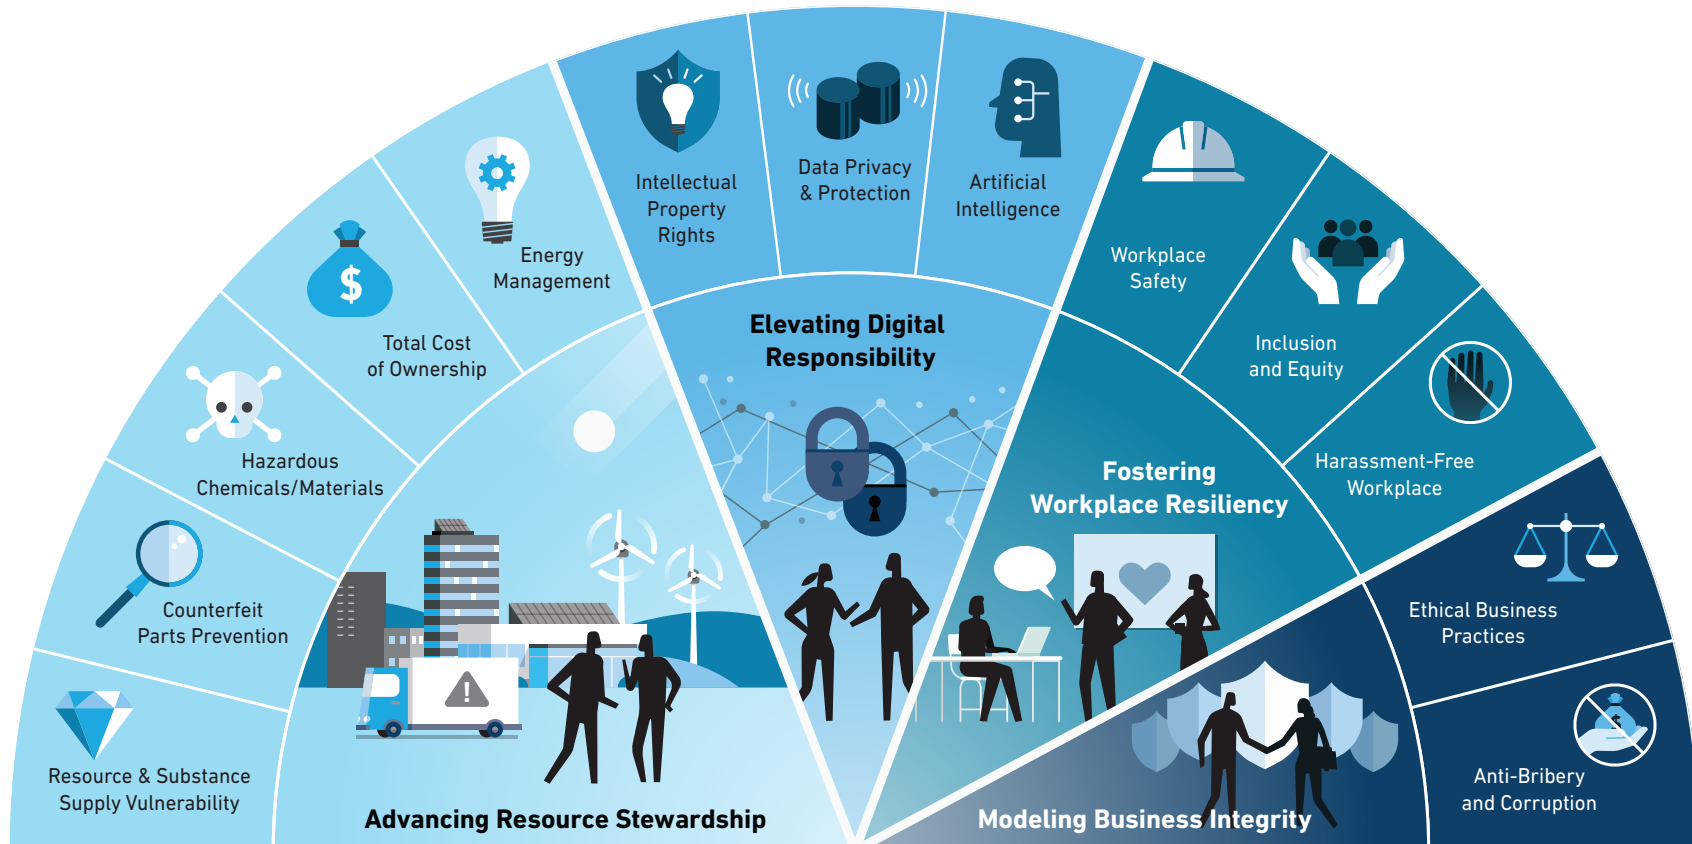 Intellectual
Property
Rights
Data Privacy
& Protection
Artificial
Intelligence
Energy
Management
Workplace
Safety
$
Total Cost
of Ownership
Inclusion
and Equity
Hazardous
Chemicals/Materials
Harassment-Free
Workplace
Counterfeit
Parts Prevention
Ethical Business
Practices
Resource & Substance
Supply Vulnerability
$
Anti-Bribery
and Corruption
Elevating Digital
Responsibility
Fostering
Workplace Resiliency
!
Advancing Resource Stewardship
Modeling Business Integrity